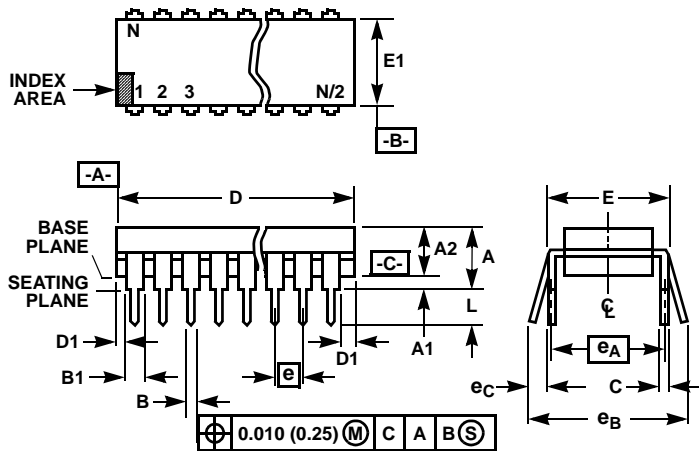 N
E1
INDEX
AREA
1 2 3 N/2
-B-
-A-
D
E
BASE
PLANE
A2
A
-C-
SEATING
PLANE
L
C
L
D1
A1
D1
B1
e
eA
B
eC
C
eB
0.010 (0.25) M C A B S